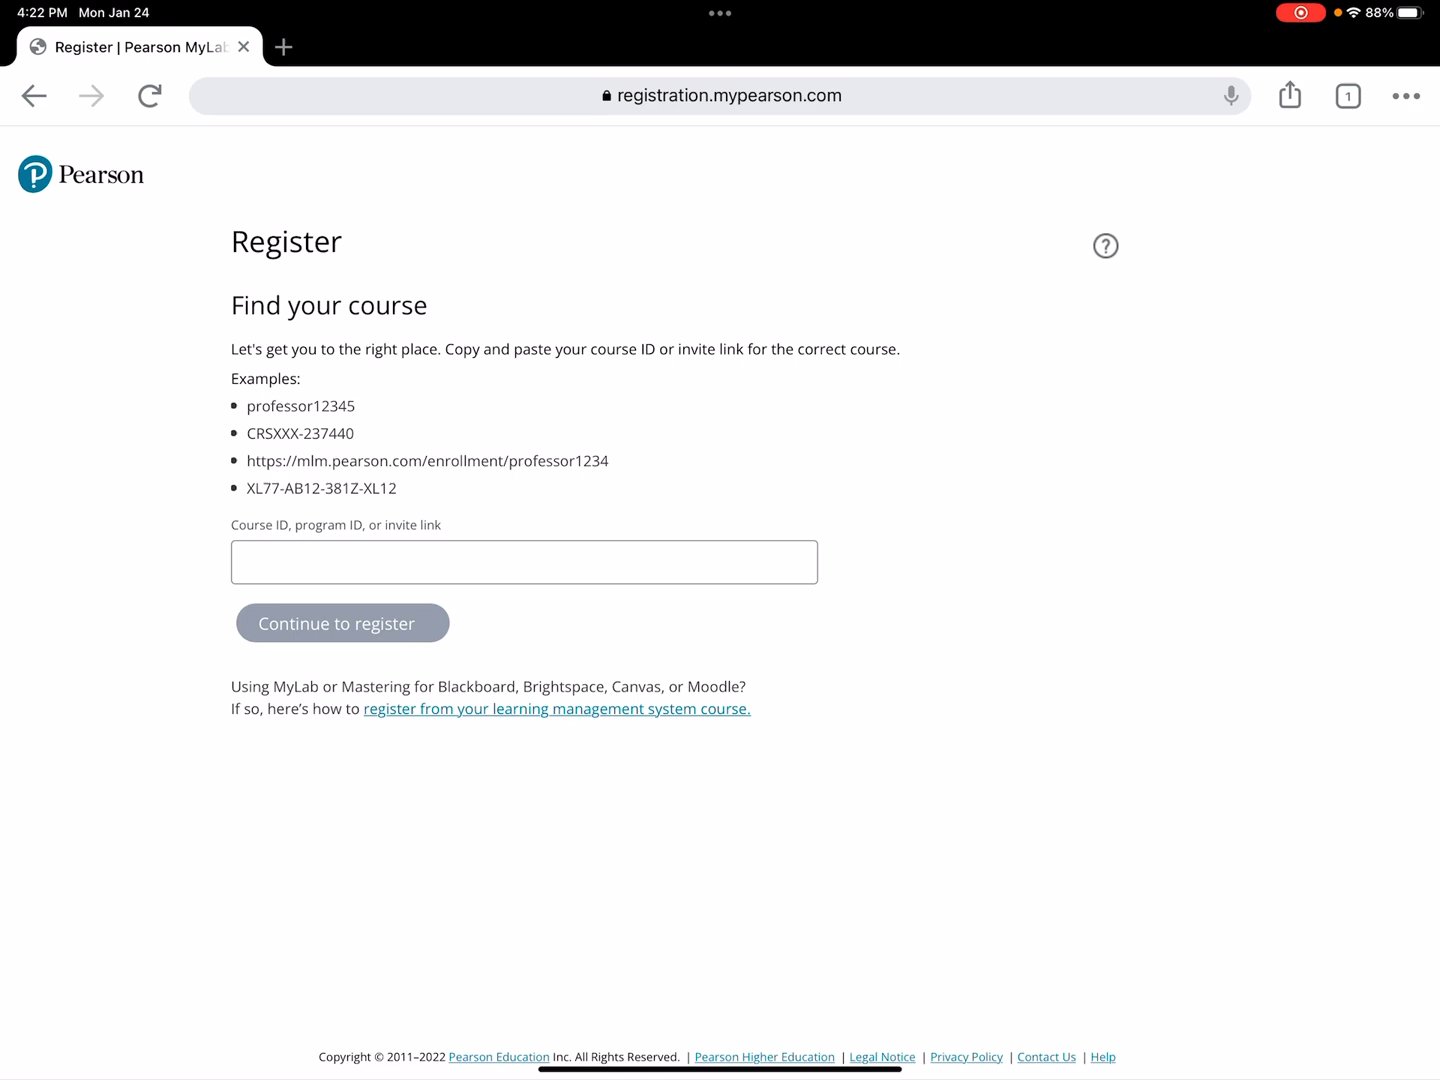 4:22 PM Mon Jan 24
88%
Register | Pearson MyLab
registration.mypearson.com
1
Pearson
Register
?
Find your course
Let's get you to the right place. Copy and paste your course ID or invite link for the correct course.
Examples:
professor12345
CRSXXX-237440
https://mlm.pearson.com/enrollment/professor1234
XL77-AB12-381Z-XL12
Course ID, program ID, or invite link
Continue to register
Using MyLab or Mastering for Blackboard, Brightspace, Canvas, or Moodle?
If so, here’s how to register from your learning management system course.
Copyright © 2011–2022 Pearson Education Inc. All Rights Reserved. | Pearson Higher Education | Legal Notice | Privacy Policy | Contact Us | Help